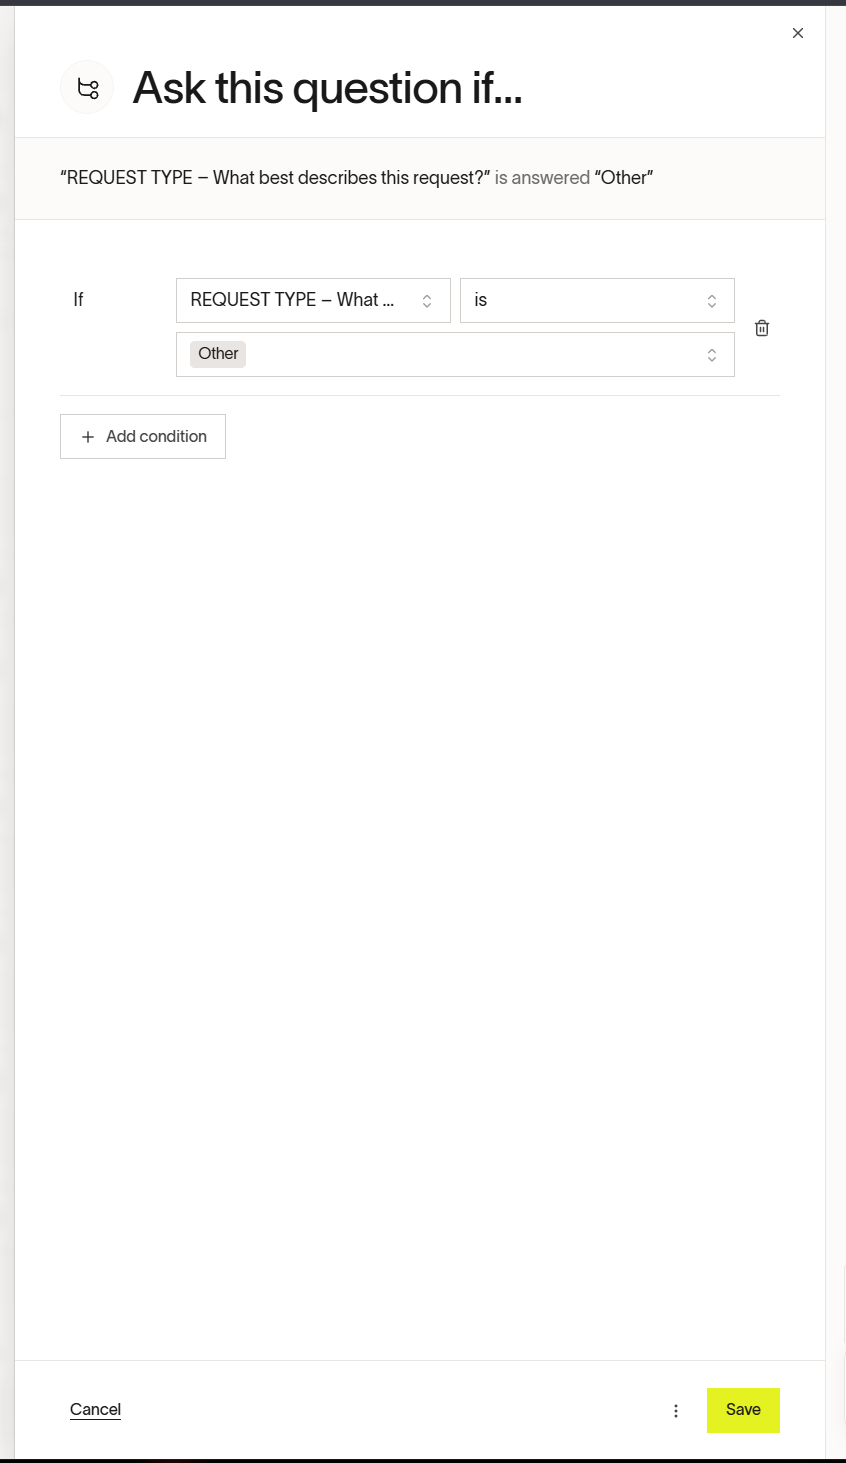 Ask this question if...
“REQUEST TYPE – What best describes this request?” is answered “Other”
If
REQUEST TYPE – What ...
is
Other
Add condition
Cancel
Save